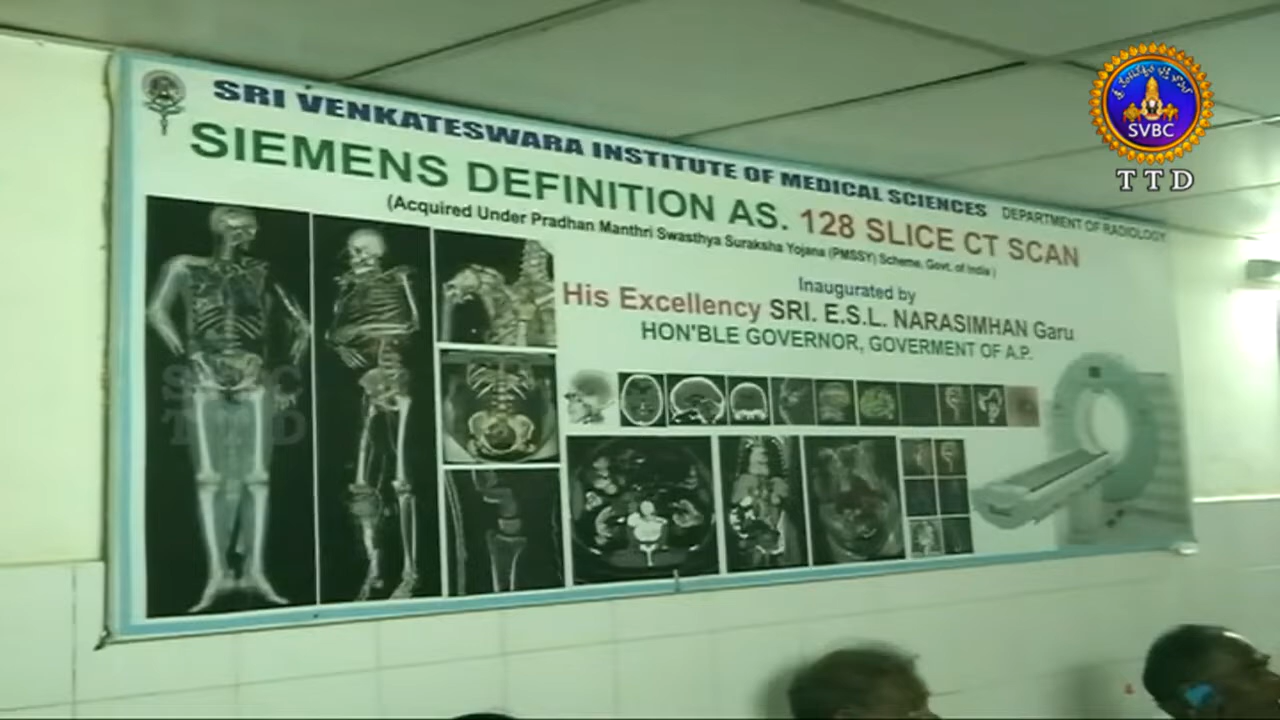 SRI VENKATESWARA INSTITUTE OF MEDICAL SCIENCES
DEPARTMENT OF RADIOLOGY
SIEMENS DEFINITION AS. 128 SLICE CT SCAN
(Acquired Under Pradhan Manthri Swasthya Suraksha Yojana (PMSSY) Scheme, Govt. of India)
Inaugurated by
His Excellency SRI. E.S.L. NARASIMHAN Garu
HON'BLE GOVERNOR, GOVERMENT OF A.P.
SVBC
TTD
SVBC
TTD